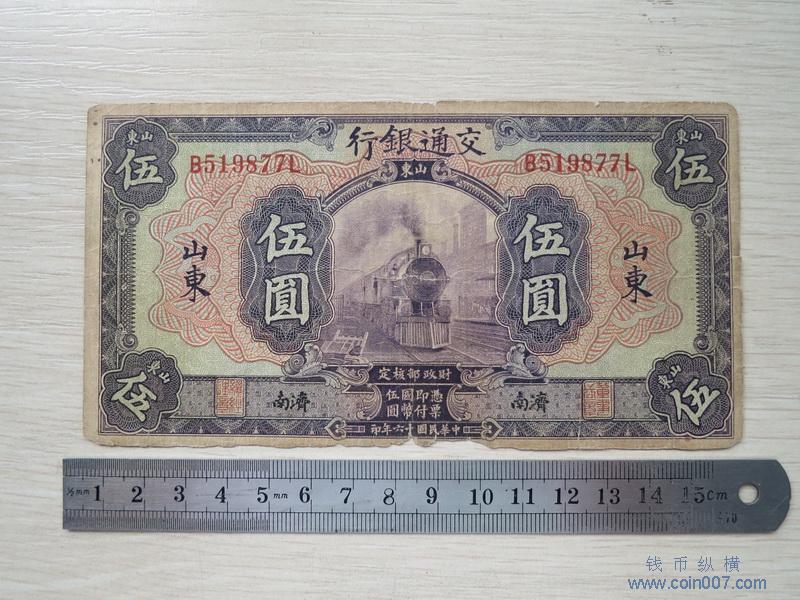 交通銀行
山東
B519877L
B519877L
山東
伍
山東
伍
伍圓
伍圓
山東
山東
財政部核定
憑票即付國幣伍圓
濟南
濟南
山東
伍
山東
伍
中華民國十六年印
½mm 1 2 3 4 5mm 6 7 8 9 10 11 12 13 14 15cm
钱币纵横
www.coin007.com